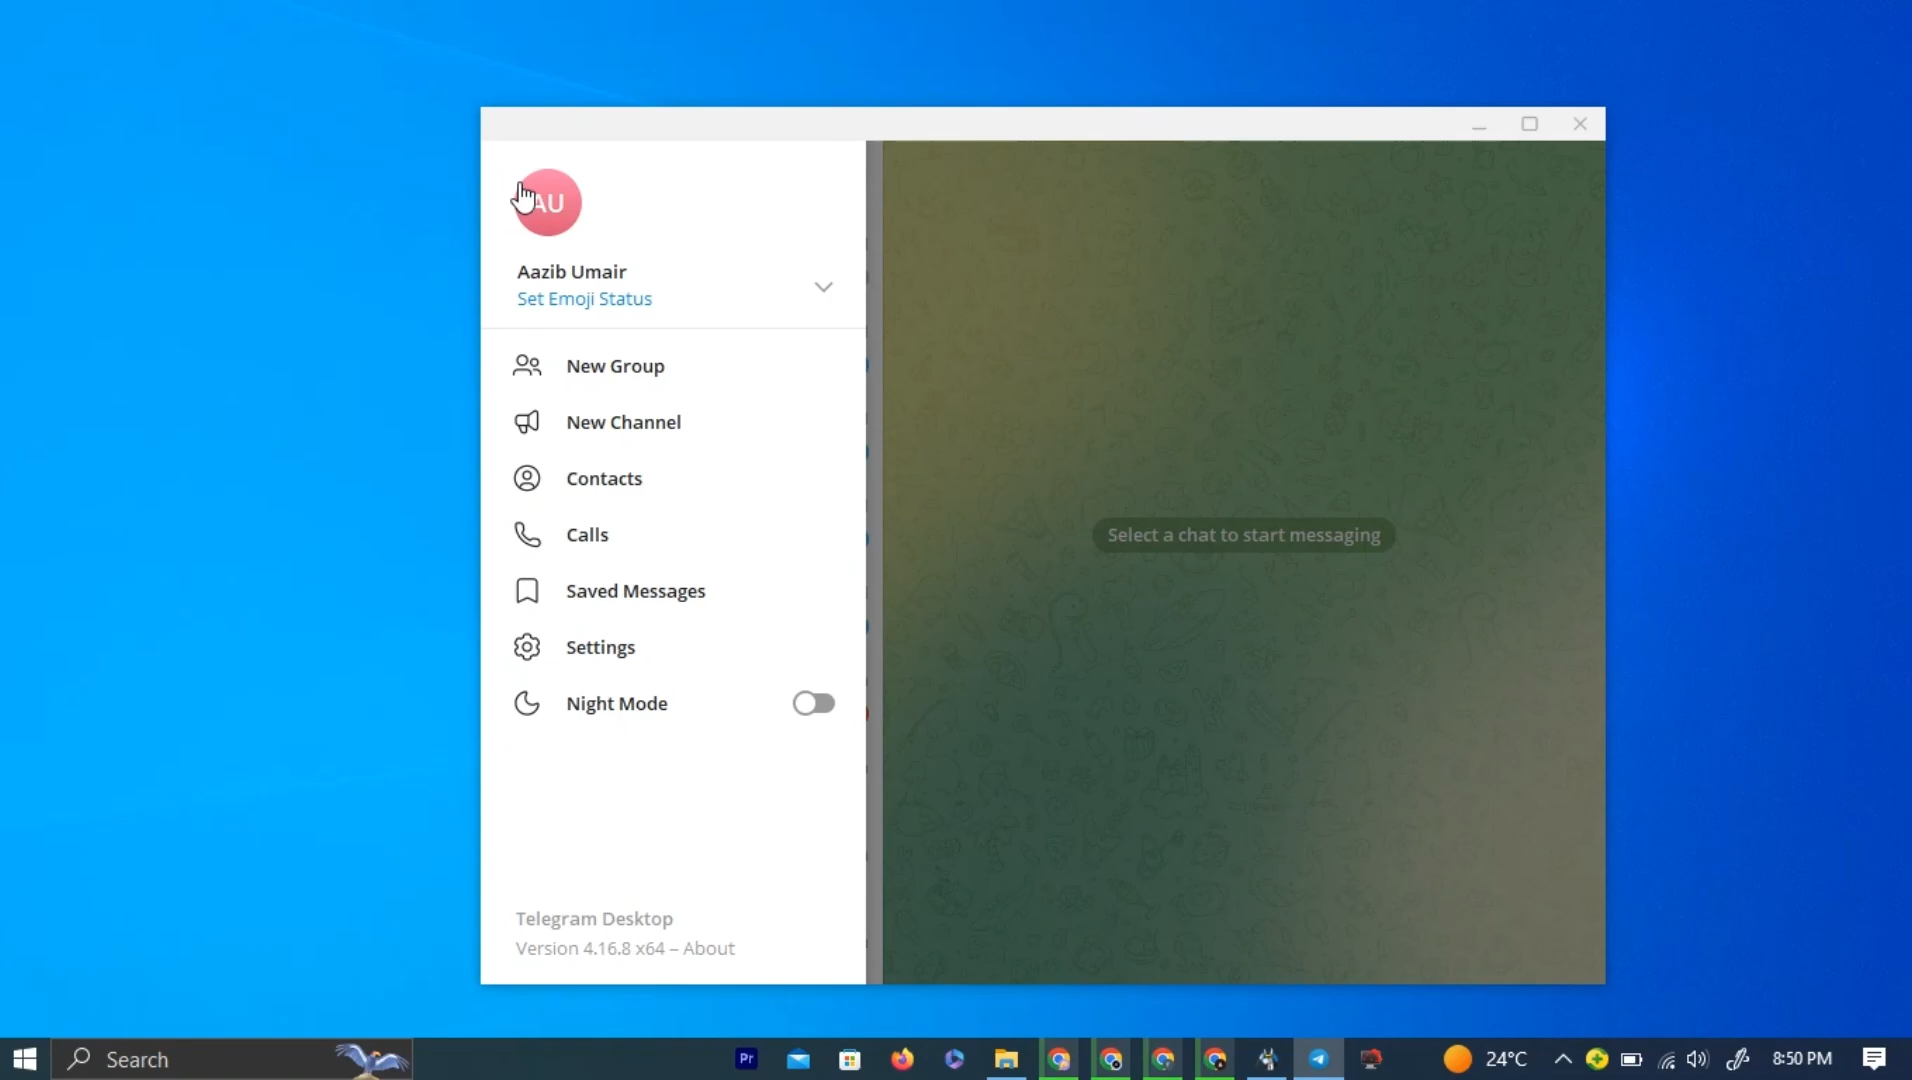 AU
Aazib Umair
Set Emoji Status
New Group
New Channel
Contacts
Calls
Saved Messages
Settings
Night Mode
Telegram Desktop
Version 4.16.8 x64 – About
Select a chat to start messaging
Search
Pr
24°C
8:50 PM